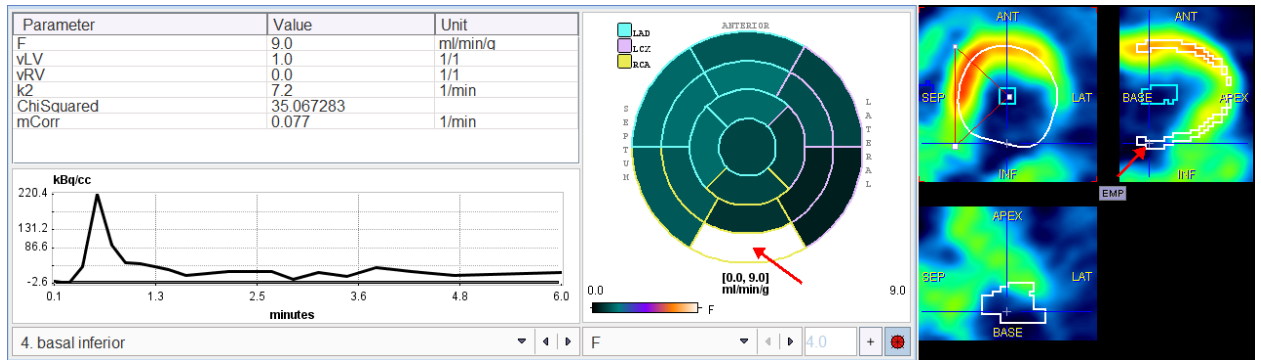 Parameter Value Unit
F 9.0 ml/min/g
vLV 1.0 1/1
vRV 0.0 1/1
k2 7.2 1/min
ChiSquared 35.067283
mCorr 0.077 1/min
kBq/cc
220.4
131.2
86.6
-2.6
0.1 1.3 2.5 3.6 4.8 6.0
minutes
4. basal inferior
LAD
LCX
RCA
ANTERIOR
SEPTUM
LATERAL
[0.0, 9.0]
0.0 ml/min/g 9.0
F
F 4.0 +
ANT
SEP LAT
INF
ANT
BASE APEX
INF
EMP
APEX
SEP LAT
BASE